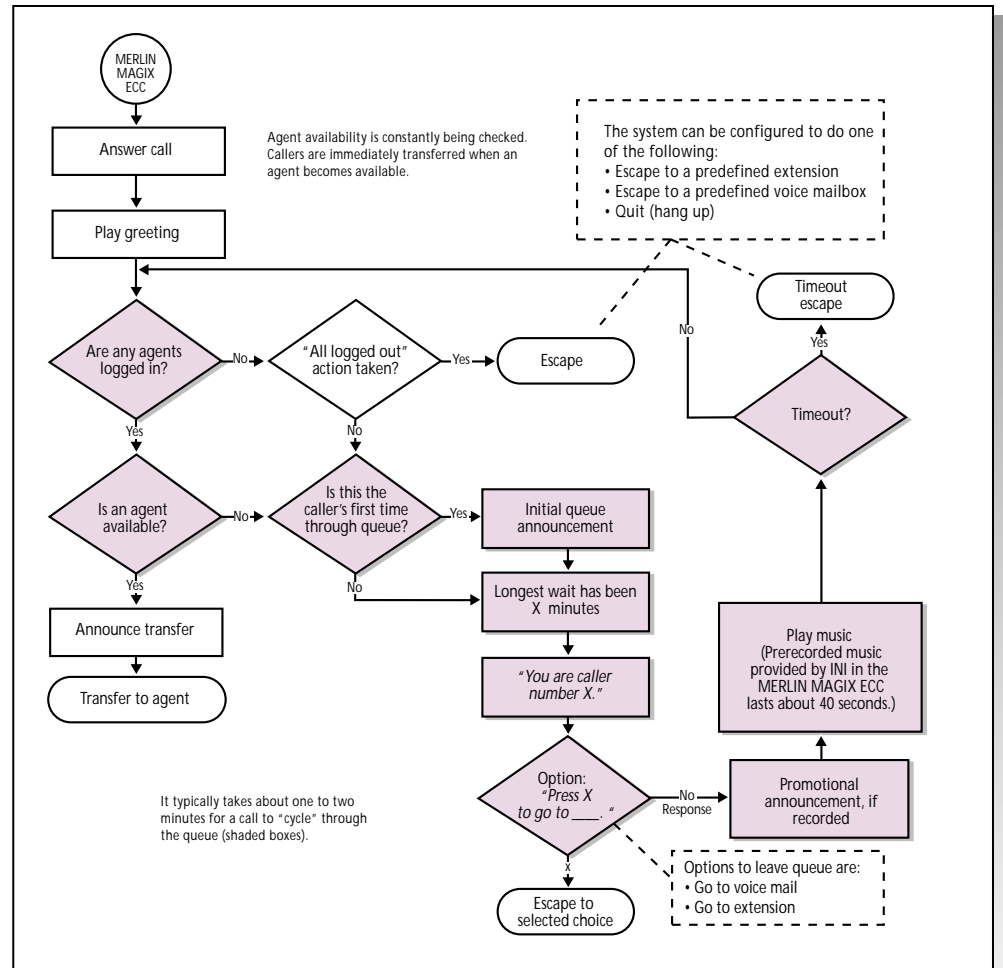 MERLIN
MAGIX
ECC
Answer call
Agent availability is constantly being checked.
Callers are immediately transferred when an
agent becomes available.
The system can be configured to do one
of the following:
• Escape to a predefined extension
• Escape to a predefined voice mailbox
• Quit (hang up)
Play greeting
Timeout
escape
No
Yes
Are any agents
logged in?
No
"All logged out"
action taken?
Yes
Escape
Timeout?
Yes
No
Is an agent
available?
No
Is this the
caller's first time
through queue?
Yes
Initial queue
announcement
Yes
No
Longest wait has been
X minutes
Announce transfer
Play music
(Prerecorded music
provided by INI in the
MERLIN MAGIX ECC
lasts about 40 seconds.)
"You are caller
number X."
Transfer to agent
Option:
"Press X
to go to ____. "
No
Response
Promotional
announcement, if
recorded
It typically takes about one to two
minutes for a call to "cycle" through
the queue (shaded boxes).
x
Options to leave queue are:
• Go to voice mail
• Go to extension
Escape to
selected choice